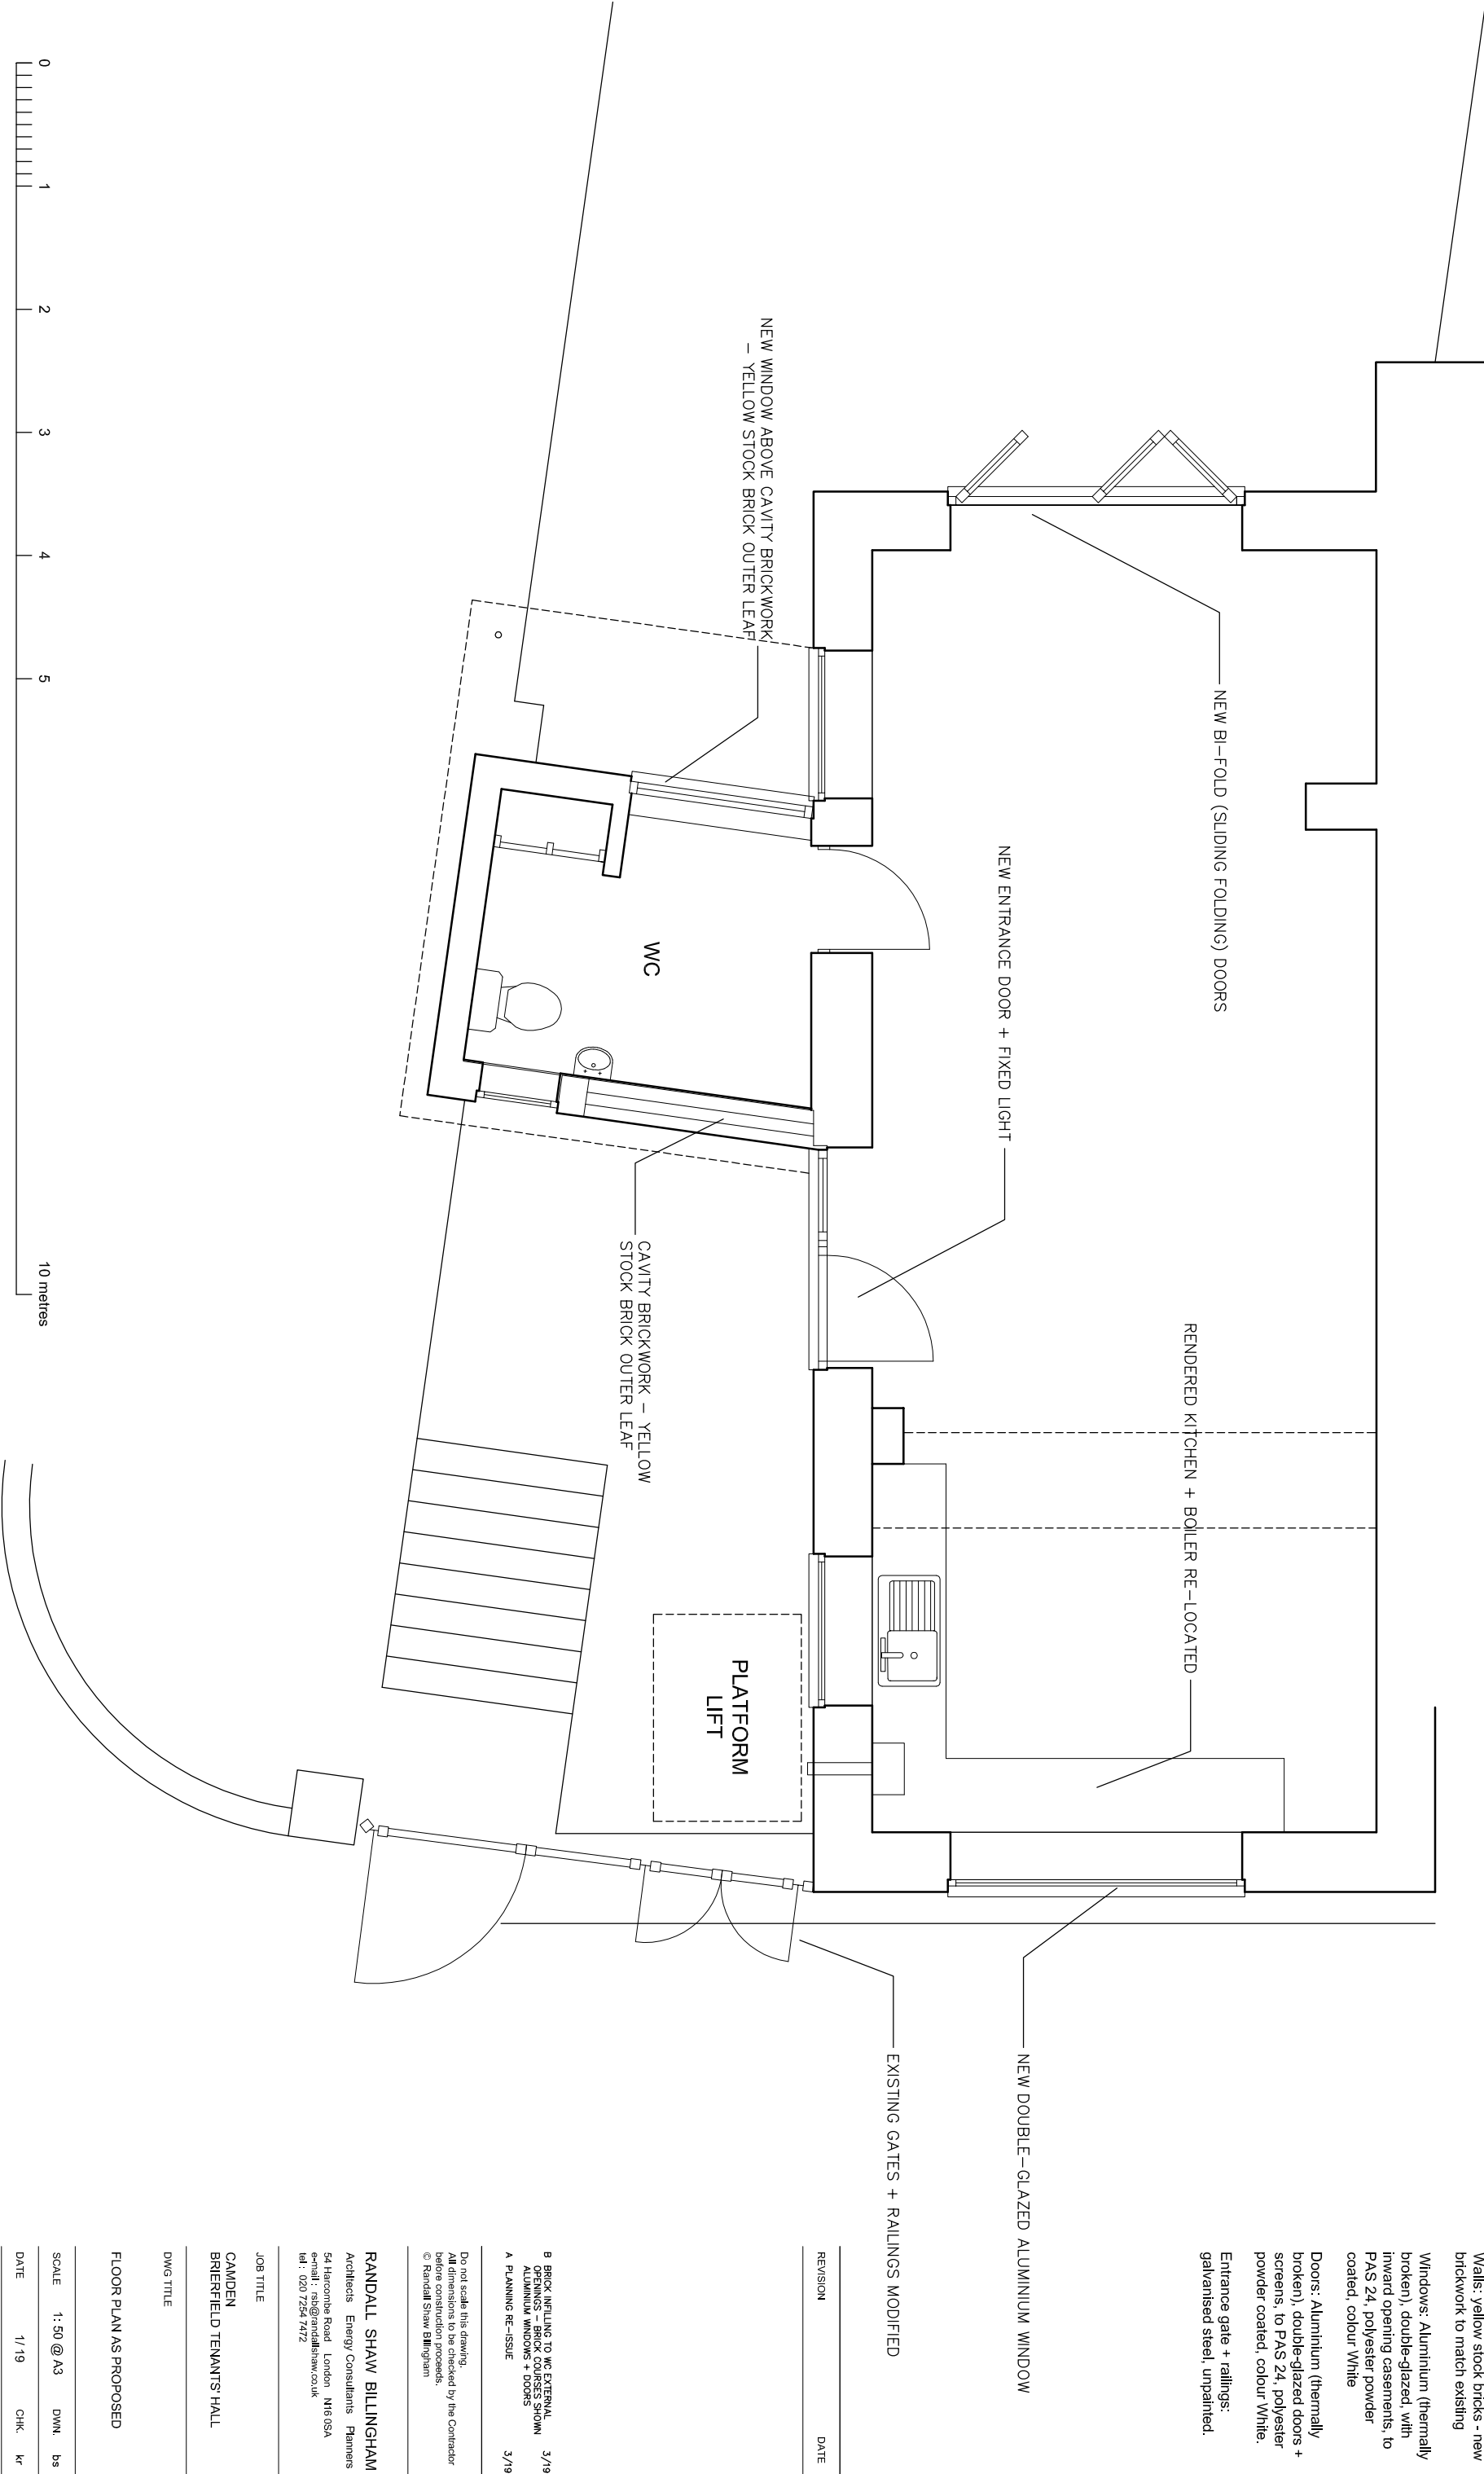 Walls: yellow stock bricks - new
brickwork to match existing
Windows: Aluminium (thermally
broken), double-glazed, with
inward opening casements, to
PAS 24, polyester powder
coated, colour White
Doors: Aluminium (thermally
broken), double-glazed doors +
screens, to PAS 24, polyester
powder coated, colour White.
Entrance gate + railings:
galvanised steel, unpainted.
NEW BI-FOLD (SLIDING FOLDING) DOORS
RENDERED KITCHEN + BOILER RE-LOCATED
NEW DOUBLE-GLAZED ALUMINIUM WINDOW
NEW ENTRANCE DOOR + FIXED LIGHT
EXISTING GATES + RAILINGS MODIFIED
NEW WINDOW ABOVE CAVITY BRICKWORK
- YELLOW STOCK BRICK OUTER LEAF
WC
PLATFORM
LIFT
CAVITY BRICKWORK - YELLOW
STOCK BRICK OUTER LEAF
0 1 2 3 4 5 10 metres
REVISION DATE
B BRICK INFILLING TO WC EXTERNAL 3/19
OPENINGS - BRICK COURSES SHOWN
ALUMINIUM WINDOWS + DOORS
A PLANNING RE-ISSUE 3/19
Do not scale this drawing.
All dimensions to be checked by the Contractor
before construction proceeds.
© Randall Shaw Billingham
RANDALL SHAW BILLINGHAM
Architects Energy Consultants Planners
54 Harcombe Road London N16 0SA
e-mail : rsb@randallshaw.co.uk
tel : 020 7254 7472
JOB TITLE
CAMDEN
BRIERFIELD TENANTS' HALL
DWG TITLE
FLOOR PLAN AS PROPOSED
SCALE 1:50 @ A3 DWN. bs
DATE 1/19 CHK. kr